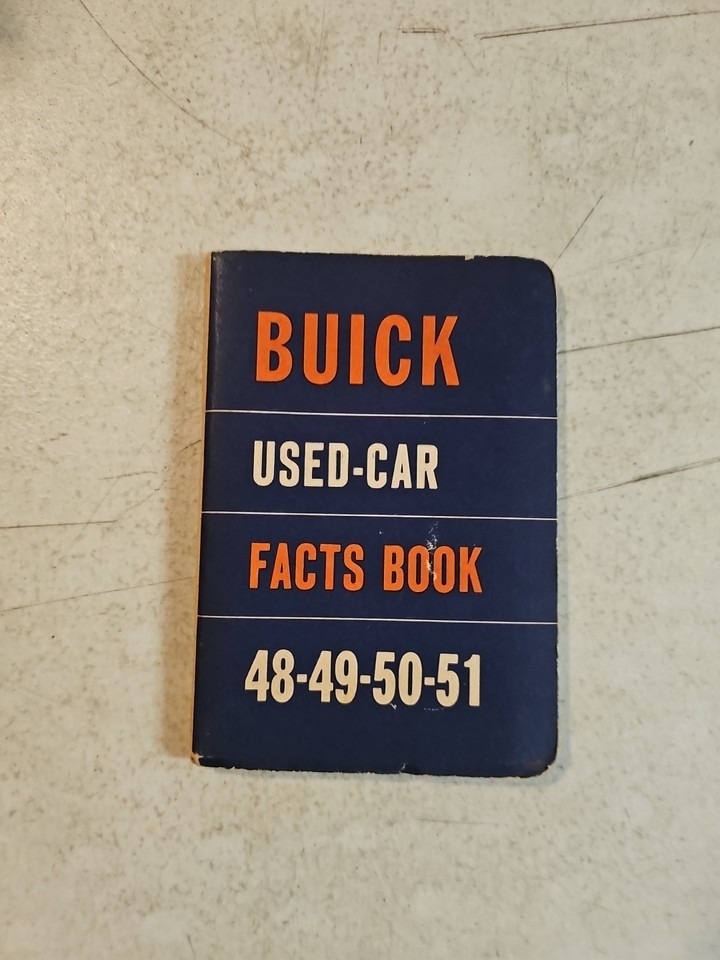 BUICK
USED-CAR
FACTS BOOK
48-49-50-51